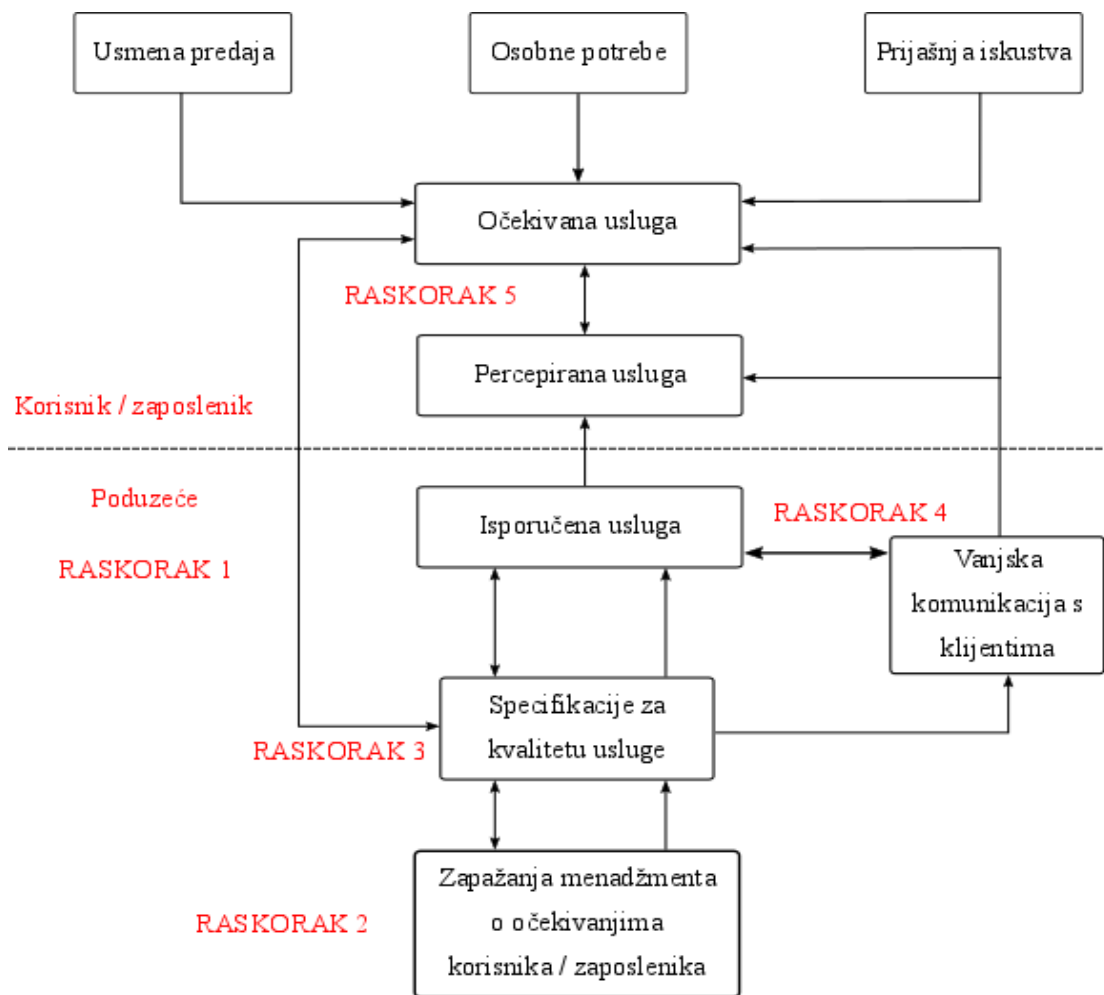 Usmena predaja
Osobne potrebe
Prijašnja iskustva
Očekivana usluga
RASKORAK 5
Percepirana usluga
Korisnik / zaposlenik
Poduzeće
Isporučena usluga
RASKORAK 4
RASKORAK 1
Vanjska
komunikacija s
klijentima
Specifikacije za
kvalitetu usluge
RASKORAK 3
Zapažanja menadžmenta
o očekivanjima
korisnika / zaposlenika
RASKORAK 2